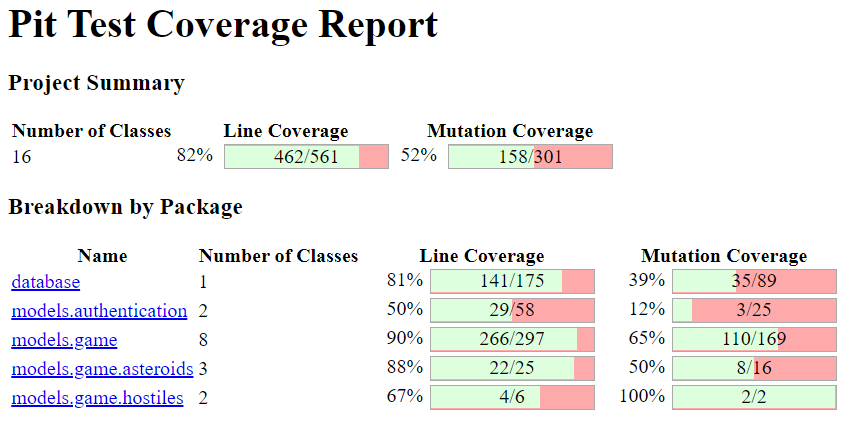 Pit Test Coverage Report
Project Summary
Number of Classes Line Coverage Mutation Coverage
16 82% 462/561 52% 158/301
Breakdown by Package
Name Number of Classes Line Coverage Mutation Coverage
database 1 81% 141/175 39% 35/89
models.authentication 2 50% 29/58 12% 3/25
models.game 8 90% 266/297 65% 110/169
models.game.asteroids 3 88% 22/25 50% 8/16
models.game.hostiles 2 67% 4/6 100% 2/2